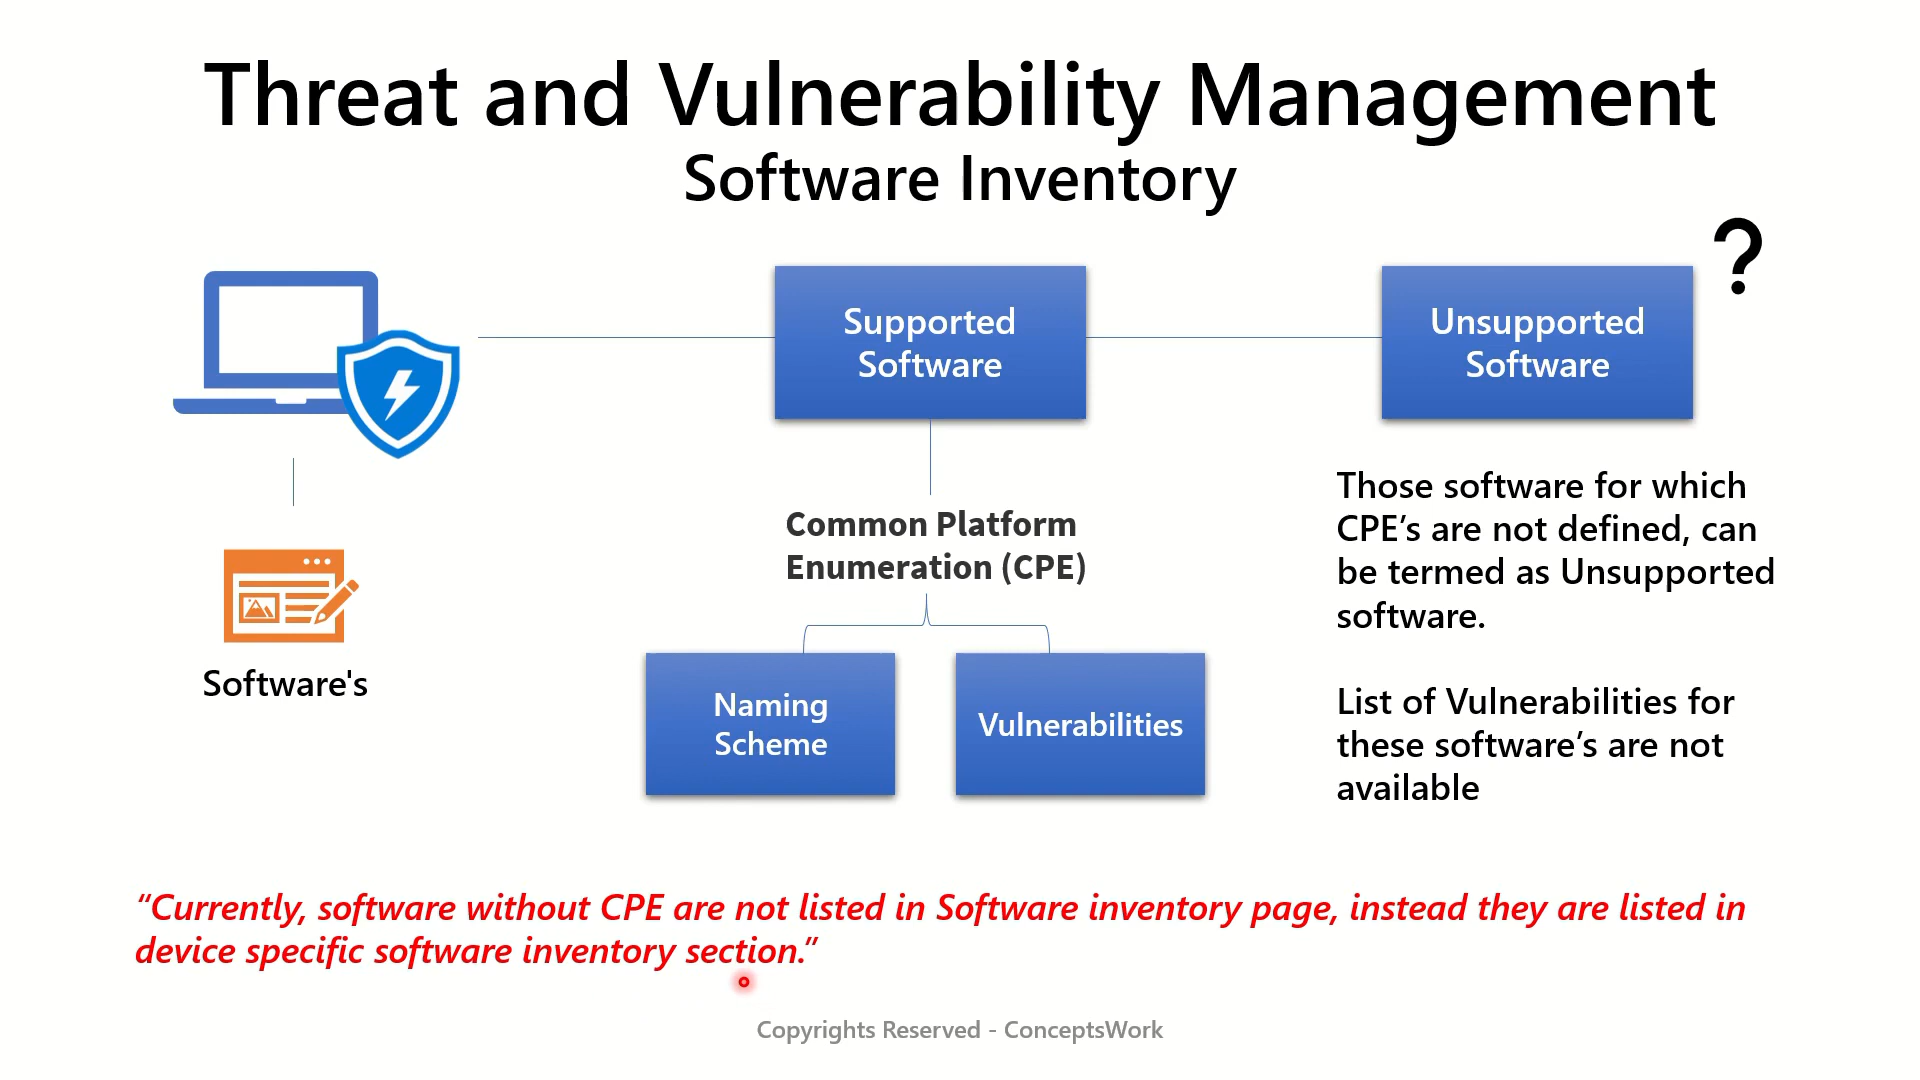 Threat and Vulnerability Management
Software Inventory
?
Supported
Software
Unsupported
Software
Software's
Common Platform
Enumeration (CPE)
Naming
Scheme
Vulnerabilities
Those software for which
CPE’s are not defined, can
be termed as Unsupported
software.
List of Vulnerabilities for
these software’s are not
available
“Currently, software without CPE are not listed in Software inventory page, instead they are listed in
device specific software inventory section.”
Copyrights Reserved - ConceptsWork